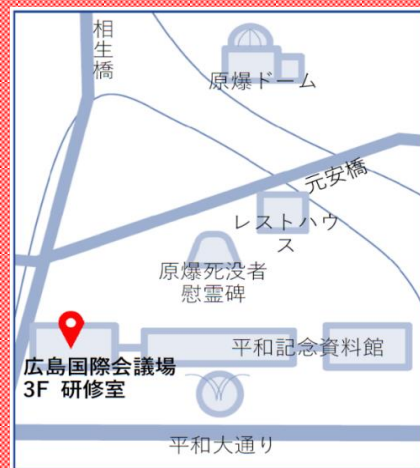 相生橋
原爆ドーム
元安橋
レストハウ
ス
原爆死没者
慰霊碑
平和記念資料館
広島国際会議場
3F 研修室
平和大通り